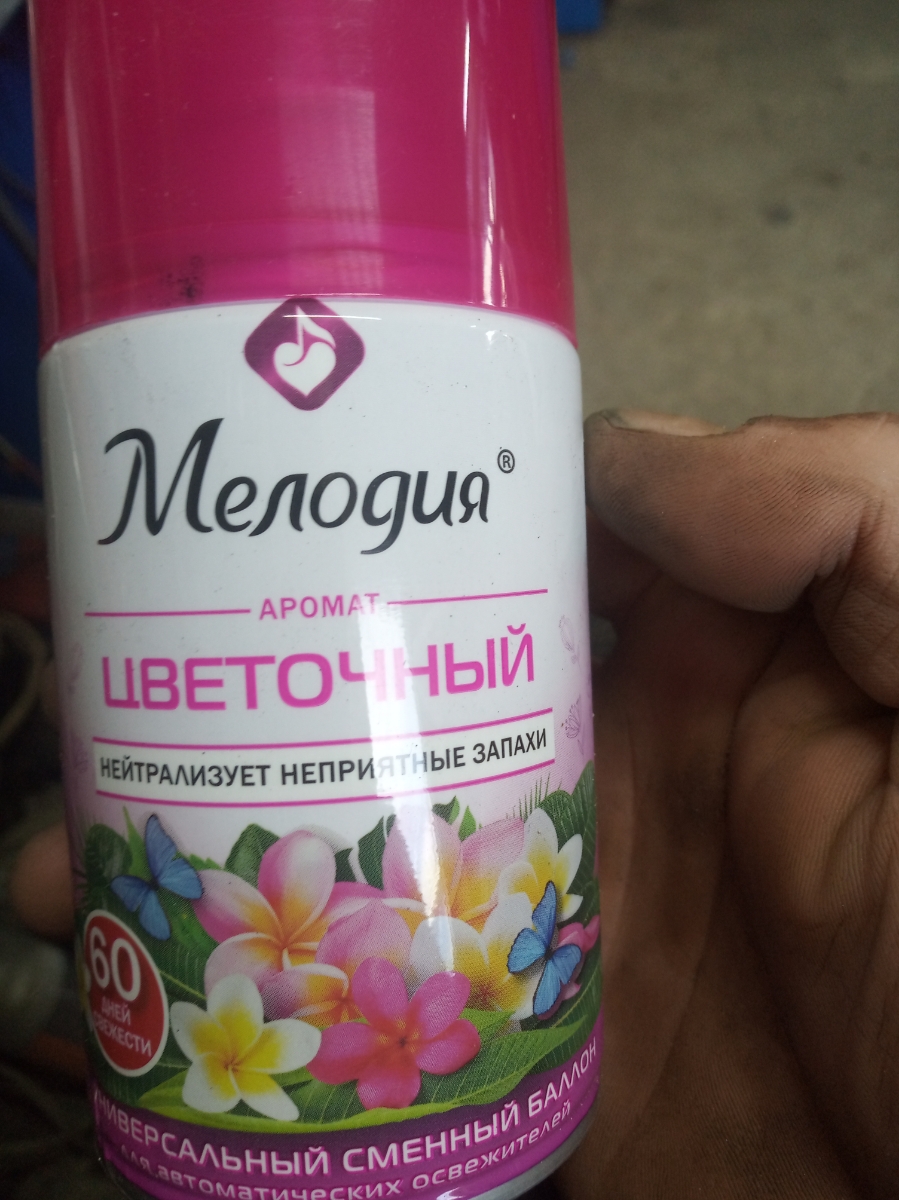 Мелодия®
АРОМАТ
ЦВЕТОЧНЫЙ
НЕЙТРАЛИЗУЕТ НЕПРИЯТНЫЕ ЗАПАХИ
60
ДНЕЙ
СВЕЖЕСТИ
УНИВЕРСАЛЬНЫЙ СМЕННЫЙ БАЛЛОН
для автоматических освежителей